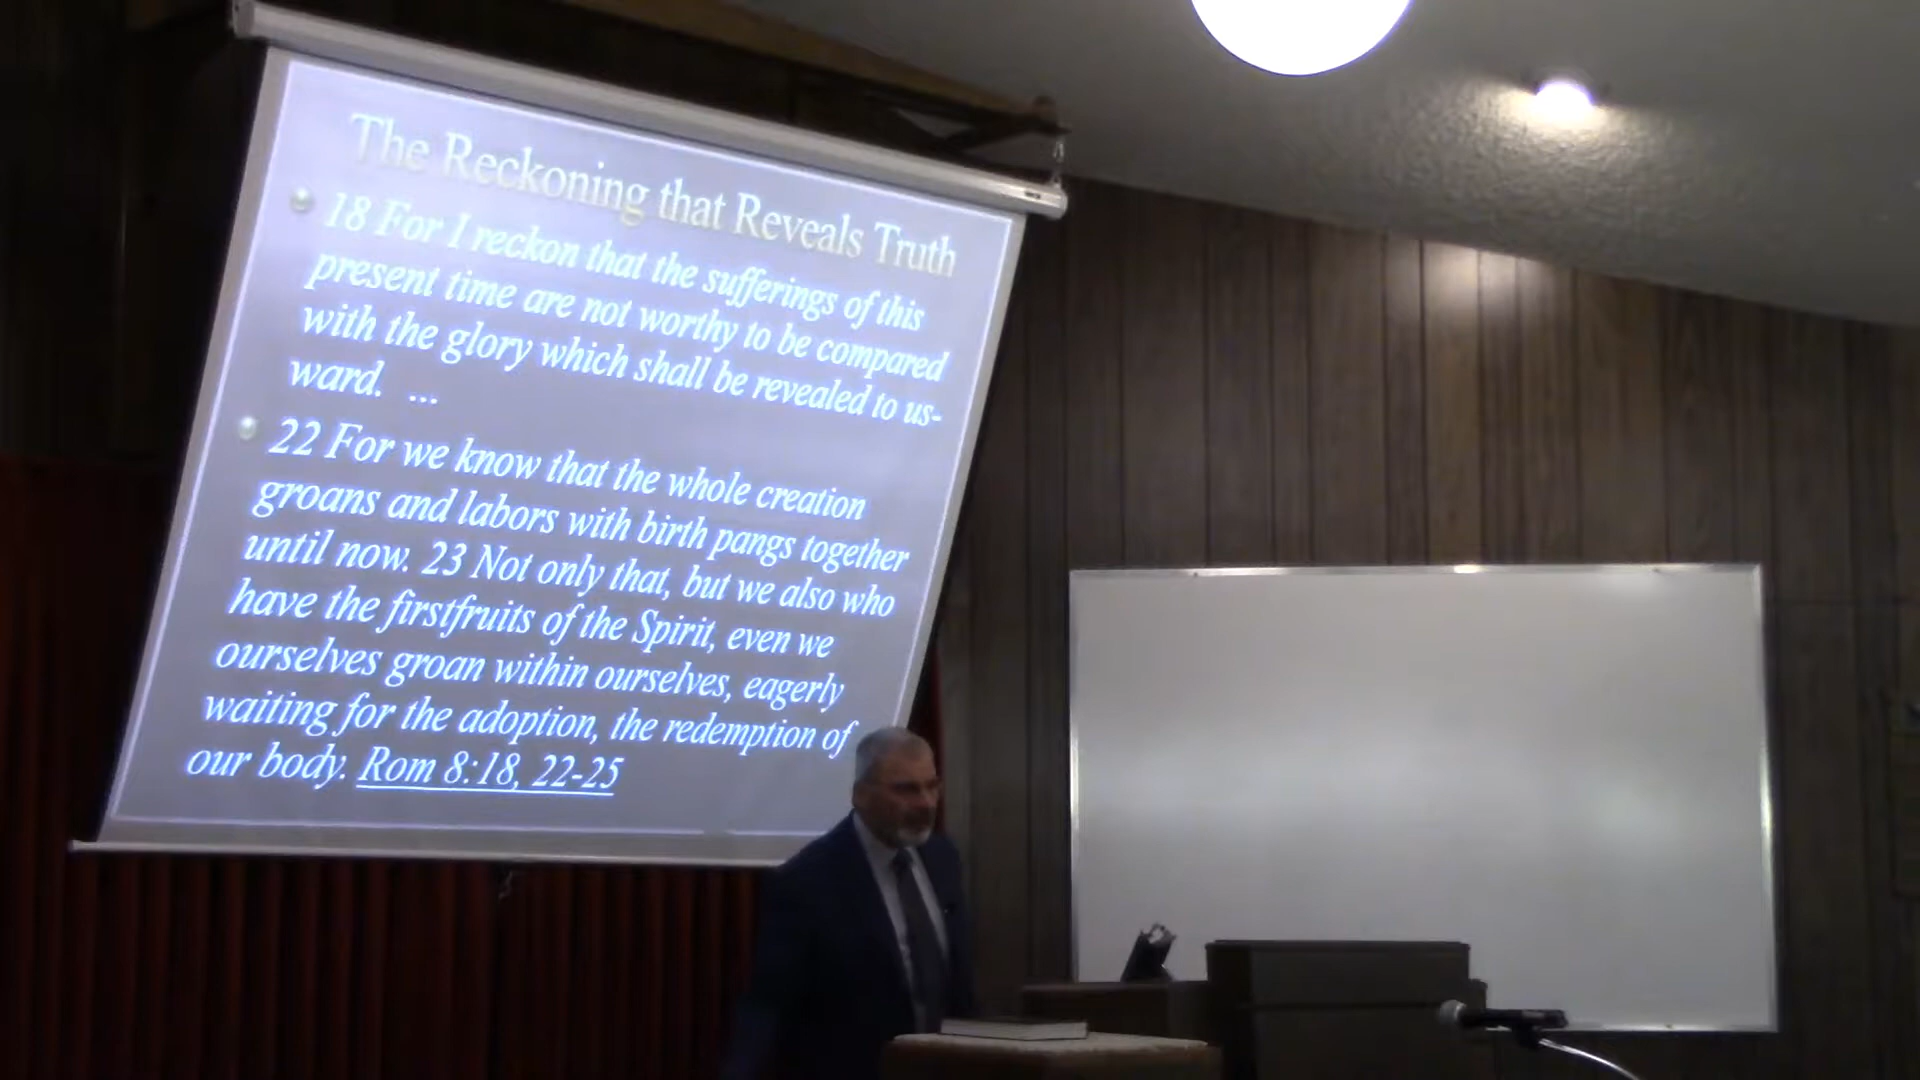 The Reckoning that Reveals Truth
18 For I reckon that the sufferings of this
present time are not worthy to be compared
with the glory which shall be revealed to us-
ward. ...
22 For we know that the whole creation
groans and labors with birth pangs together
until now. 23 Not only that, but we also who
have the firstfruits of the Spirit, even we
ourselves groan within ourselves, eagerly
waiting for the adoption, the redemption of
our body. Rom 8:18, 22-25